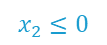 x₂ ≤ 0